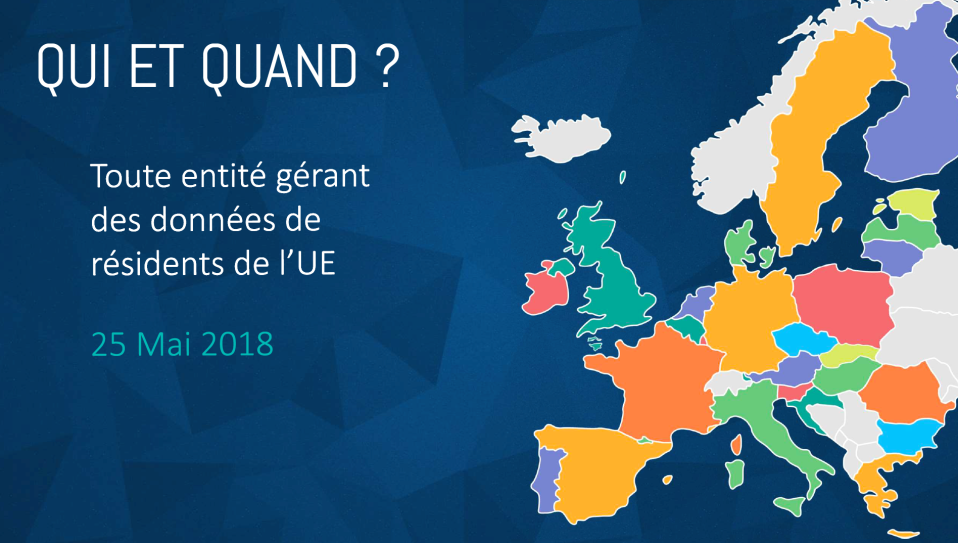 QUI ET QUAND ?
Toute entité gérant
des données de
résidents de l’UE
25 Mai 2018